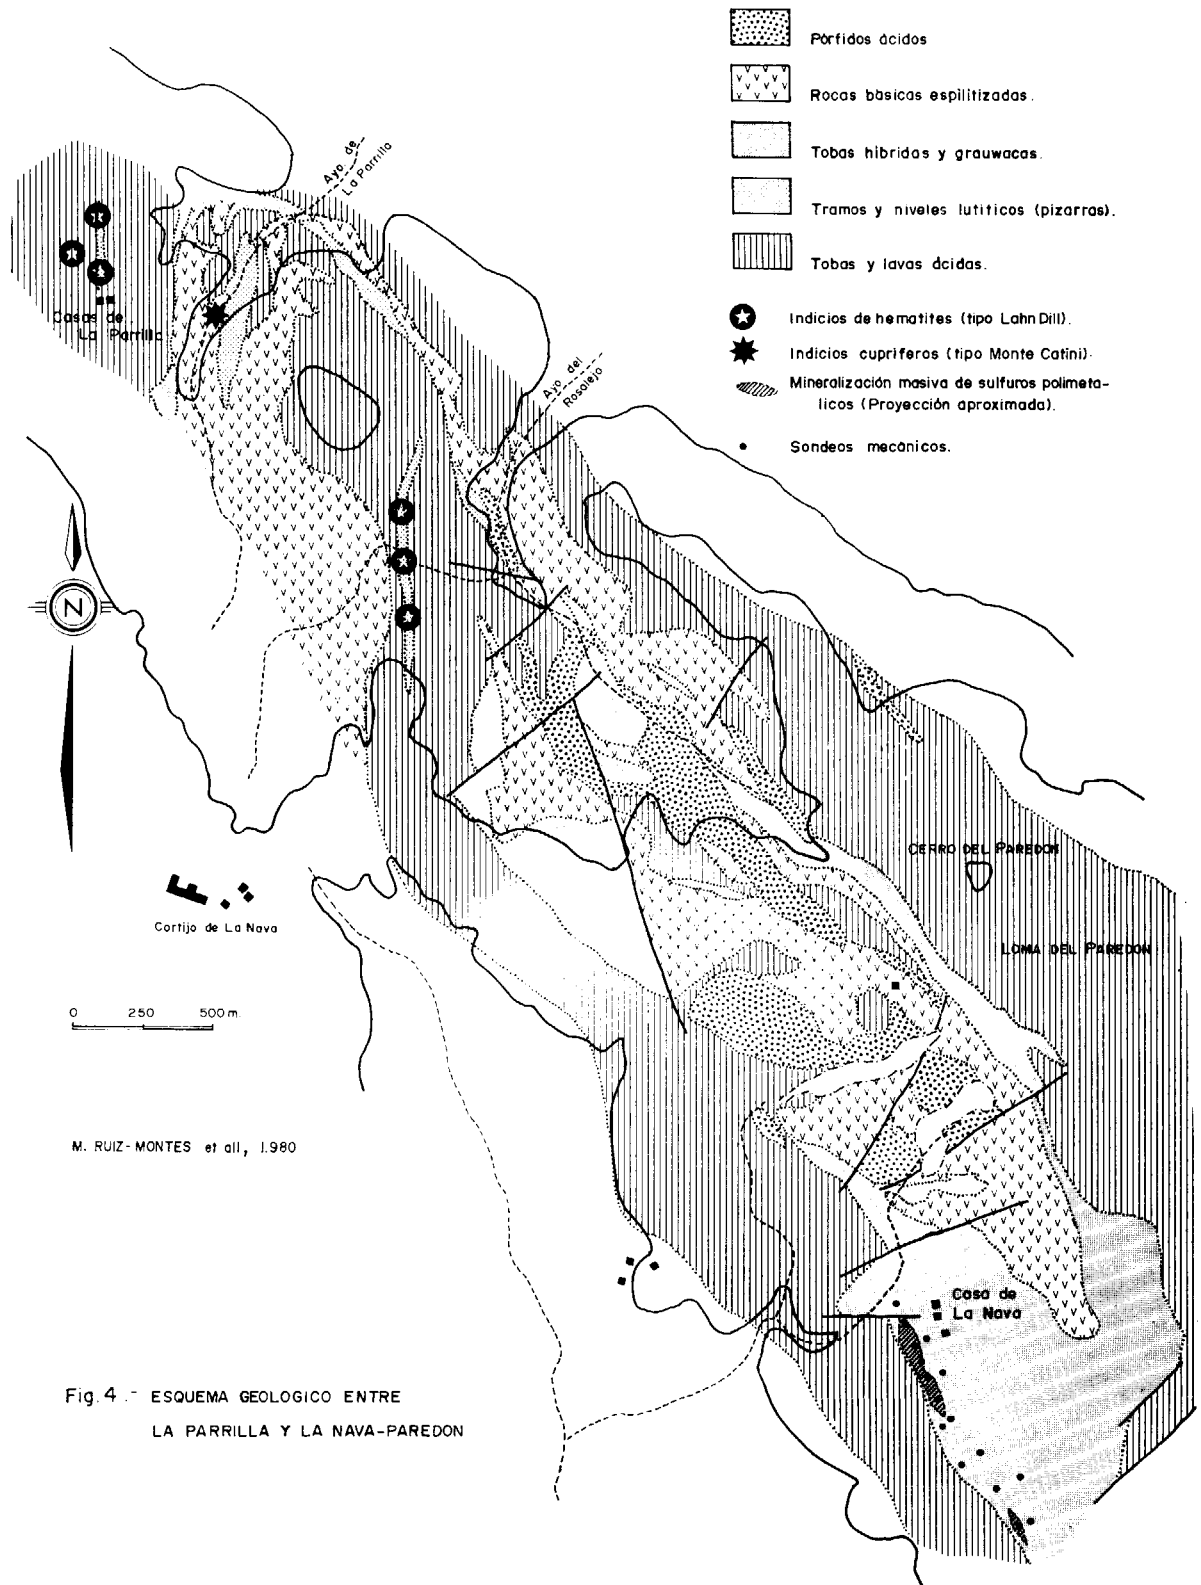 Pórfidos ácidos
Rocas básicas espilitizadas.
Tobas híbridas y grauwacas.
Tramos y niveles lutíticos (pizarras).
Tobas y lavas ácidas.
Indicios de hematites (tipo Lahn Dill).
Indicios cupríferos (tipo Monte Catini).
Mineralización masiva de sulfuros polimeta-
licos (Proyección aproximada).
Sondeos mecánicos.
Ayo. de
La Parrilla
Casas de
La Parrilla
Ayo. del
Rosalejo
N
CERRO DEL PAREDON
LOMA DEL PAREDON
Cortijo de La Nava
0 250 500 m.
M. RUIZ-MONTES et all, 1.980
Casa de
La Nava
Fig. 4.- ESQUEMA GEOLOGICO ENTRE
LA PARRILLA Y LA NAVA-PAREDON